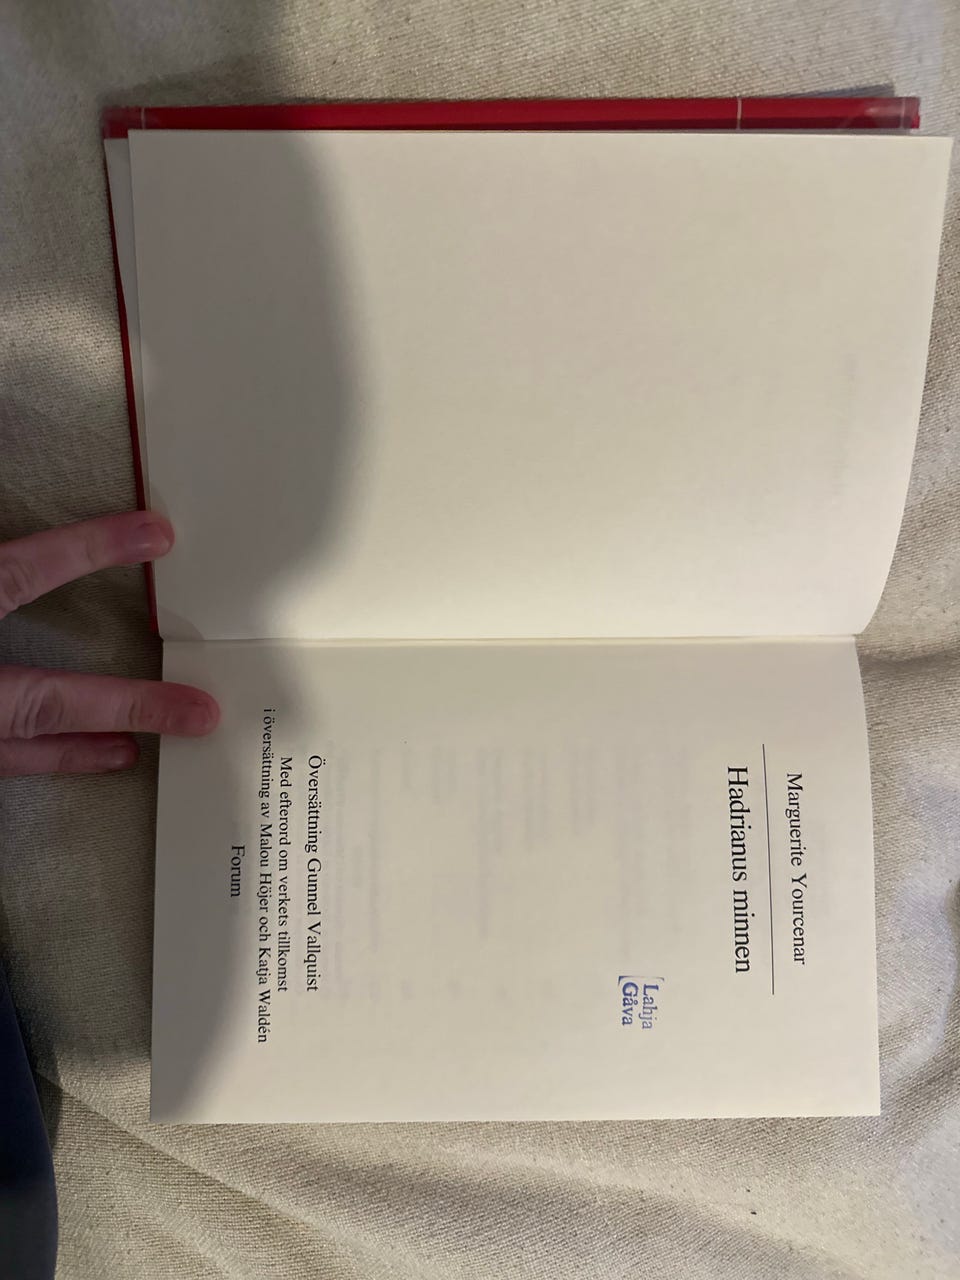 Marguerite Yourcenar
Hadrianus minnen
Lahja
Gåva
Översättning Gunnel Vallquist
Med efterord om verkets tillkomst
i översättning av Malou Höjer och Katja Waldén
Forum